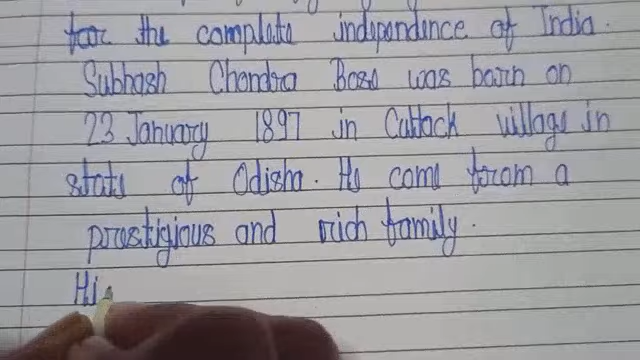 for the complete independence of India.
Subhash Chandra Bose was born on
23 January 1897 in Cuttack village in
state of Odisha. He come from a
prestigious and rich family.
Hi